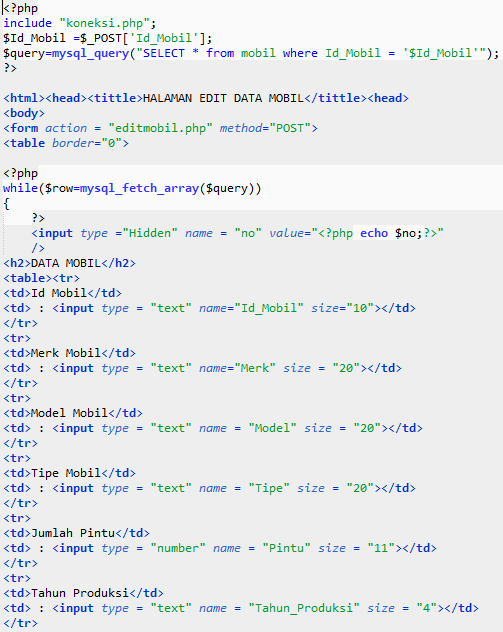 <?php
include "koneksi.php";
$Id_Mobil =$_POST['Id_Mobil'];
$query=mysql_query("SELECT * from mobil where Id_Mobil = '$Id_Mobil'");
?>

<html><head><tittle>HALAMAN EDIT DATA MOBIL</tittle><head>
<body>
<form action = "editmobil.php" method="POST">
<table border="0">

<?php
while($row=mysql_fetch_array($query))
{
    ?>
    <input type ="Hidden" name = "no" value="<?php echo $no;?>"
    />
<h2>DATA MOBIL</h2>
<table><tr>
<td>Id Mobil</td>
<td> : <input type = "text" name="Id_Mobil" size="10"></td>
</tr>
<tr>
<td>Merk Mobil</td>
<td> : <input type = "text" name="Merk" size = "20"></td>
</tr>
<tr>
<td>Model Mobil</td>
<td> : <input type = "text" name = "Model" size = "20"></td>
</tr>
<tr>
<td>Tipe Mobil</td>
<td> : <input type = "text" name = "Tipe" size = "20"></td>
</tr>
<tr>
<td>Jumlah Pintu</td>
<td> : <input type = "number" name = "Pintu" size = "11"></td>
</tr>
<tr>
<td>Tahun Produksi</td>
<td> : <input type = "text" name = "Tahun_Produksi" size = "4"></td>
</tr>